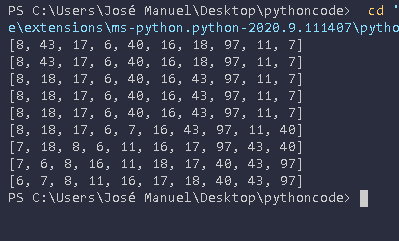 PS C:\Users\José Manuel\Desktop\pythoncode>  cd '
e\extensions\ms-python.python-2020.9.111407\pytho
[8, 43, 17, 6, 40, 16, 18, 97, 11, 7]
[8, 43, 17, 6, 40, 16, 18, 97, 11, 7]
[8, 18, 17, 6, 40, 16, 43, 97, 11, 7]
[8, 18, 17, 6, 40, 16, 43, 97, 11, 7]
[8, 18, 17, 6, 40, 16, 43, 97, 11, 7]
[8, 18, 17, 6, 7, 16, 43, 97, 11, 40]
[7, 18, 8, 6, 11, 16, 17, 97, 43, 40]
[7, 6, 8, 16, 11, 18, 17, 40, 43, 97]
[6, 7, 8, 11, 16, 17, 18, 40, 43, 97]
PS C:\Users\José Manuel\Desktop\pythoncode>